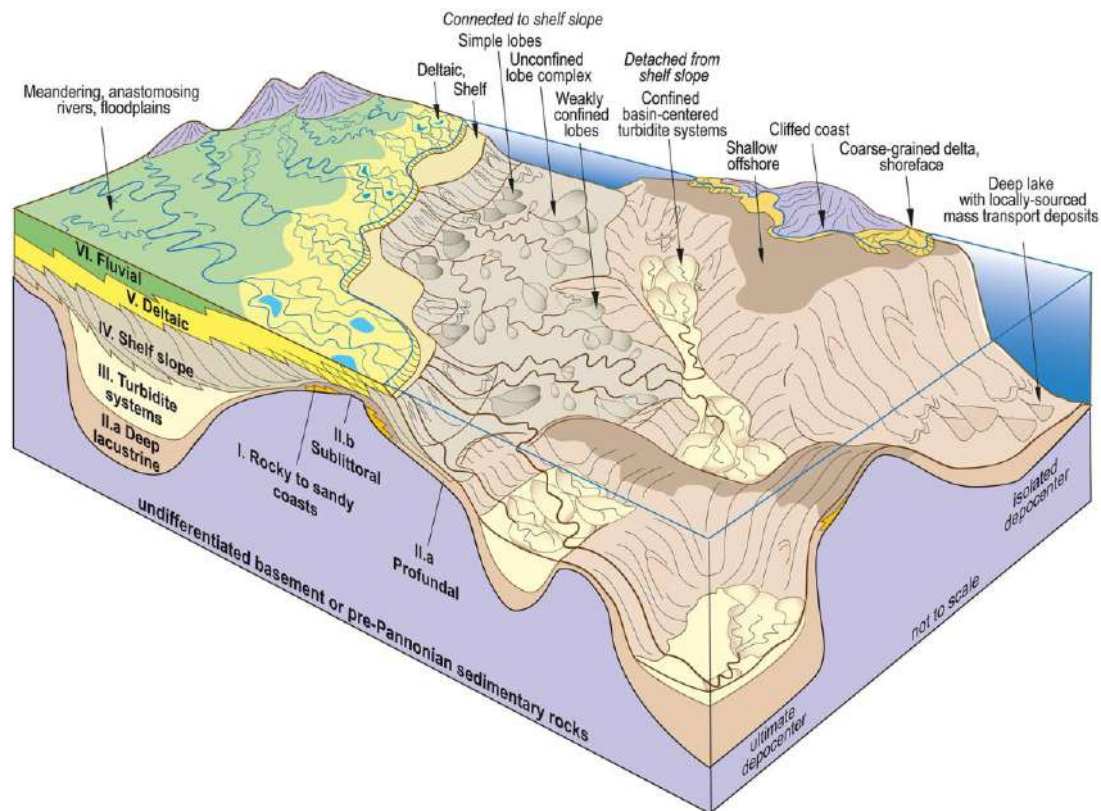 Connected to shelf slope
Simple lobes
Unconfined
lobe complex
Weakly
confined
lobes
Detached from
shelf slope
Confined
basin-centered
turbidite systems
Deltaic,
Shelf
Meandering, anastomosing
rivers, floodplains
Shallow
offshore
Cliffed coast
Coarse-grained delta,
shoreface
Deep lake
with locally-sourced
mass transport deposits
VI. Fluvial
V. Deltaic
IV. Shelf slope
III. Turbidite
systems
II.a Deep
lacustrine
I. Rocky to sandy
coasts
II.b
Sublittoral
II.a
Profundal
undifferentiated basement or pre-Pannonian sedimentary rocks
isolated
depocenter
not to scale
ultimate
depocenter